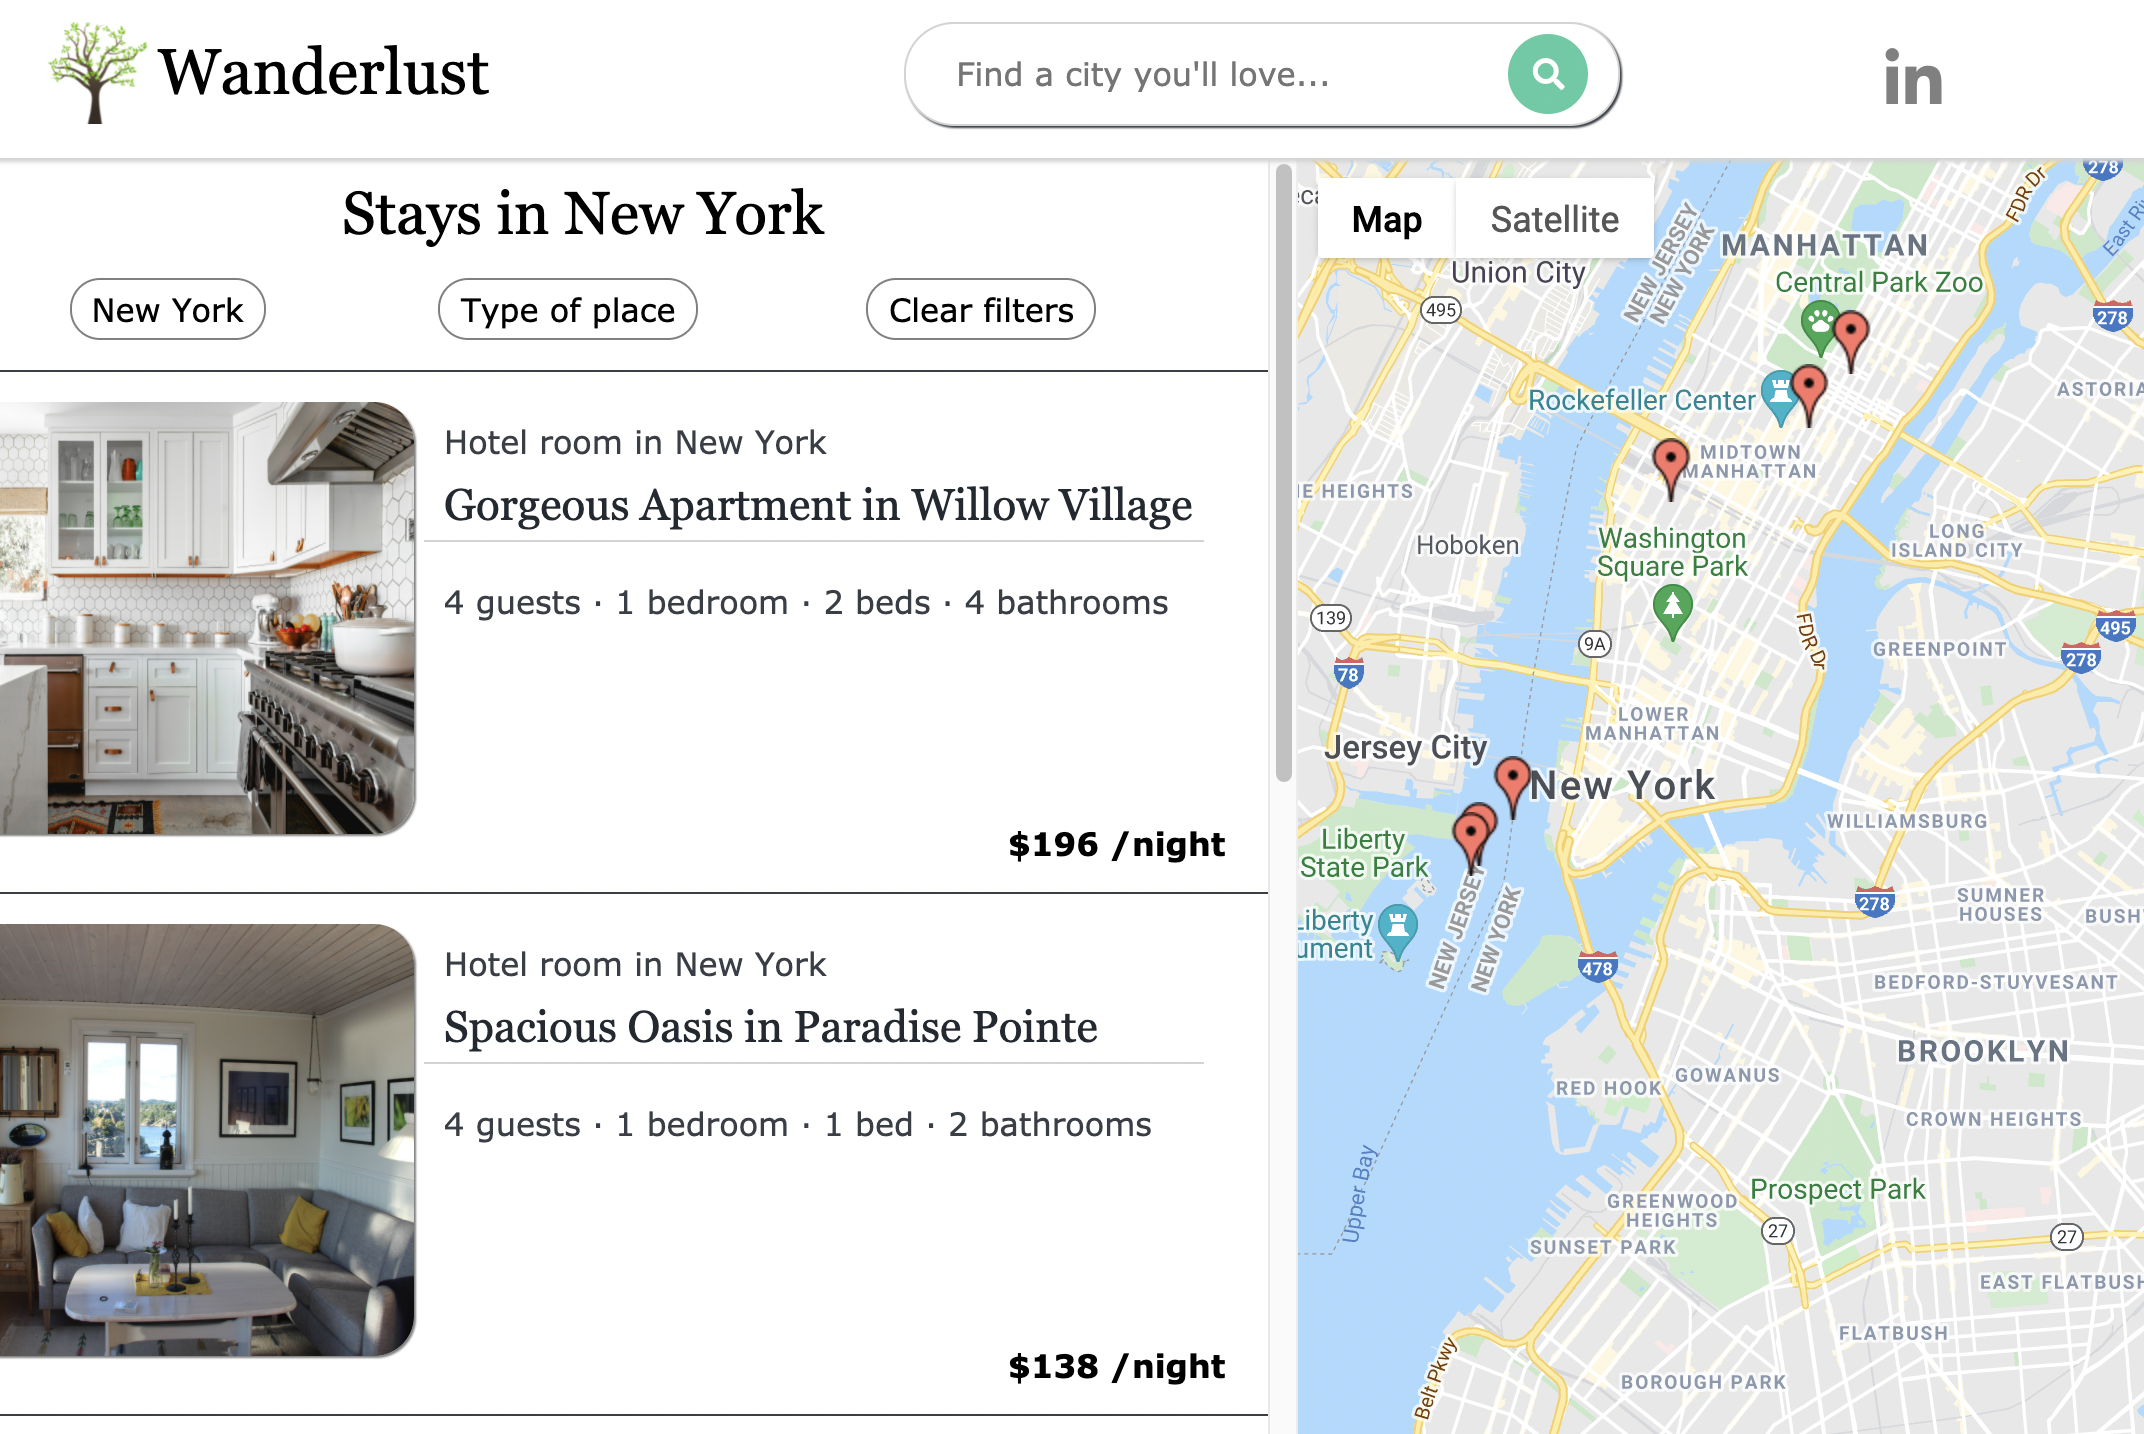 Wanderlust
Find a city you'll love...
in
Stays in New York
New York
Type of place
Clear filters
Hotel room in New York
Gorgeous Apartment in Willow Village
4 guests · 1 bedroom · 2 beds · 4 bathrooms
$196 /night
Hotel room in New York
Spacious Oasis in Paradise Pointe
4 guests · 1 bedroom · 1 bed · 2 bathrooms
$138 /night
Map
Satellite
278
FDR Dr
NEW JERSEY
NEW YORK
MANHATTAN
East Ri
Union City
Central Park Zoo
495
278
ASTORIA
Rockefeller Center
MIDTOWN
MANHATTAN
IE HEIGHTS
LONG
ISLAND CITY
Hoboken
Washington
Square Park
139
9A
FDR Dr
495
GREENPOINT
278
78
LOWER
MANHATTAN
Jersey City
New York
WILLIAMSBURG
Liberty
State Park
NEW JERSEY
NEW YORK
278
SUMNER
HOUSES
BUSH
Liberty
ument
478
BEDFORD-STUYVESANT
BROOKLYN
GOWANUS
RED HOOK
CROWN HEIGHTS
Upper Bay
Prospect Park
GREENWOOD
HEIGHTS
27
27
SUNSET PARK
EAST FLATBUSH
FLATBUSH
Belt Pkwy
BOROUGH PARK